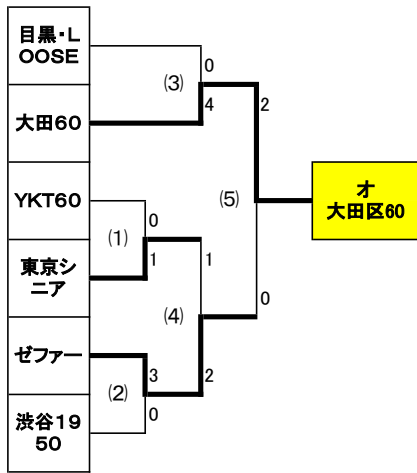 目黒・L
OOSE
0
(3)
大田60
4
2
YKT60
0
(5)
オ
大田区60
(1)
東京シ
ニア
1
1
0
(4)
ゼファー
3
2
(2)
渋谷19
50
0